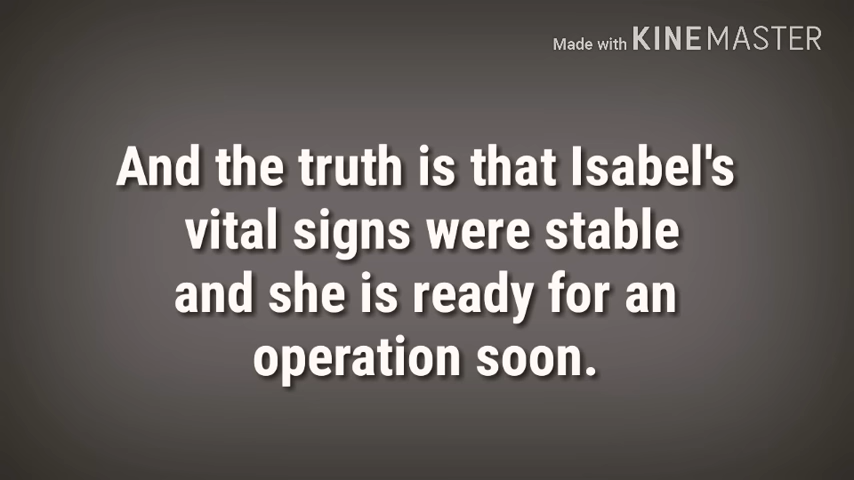 Made with KINEMASTER
And the truth is that Isabel's
vital signs were stable
and she is ready for an
operation soon.